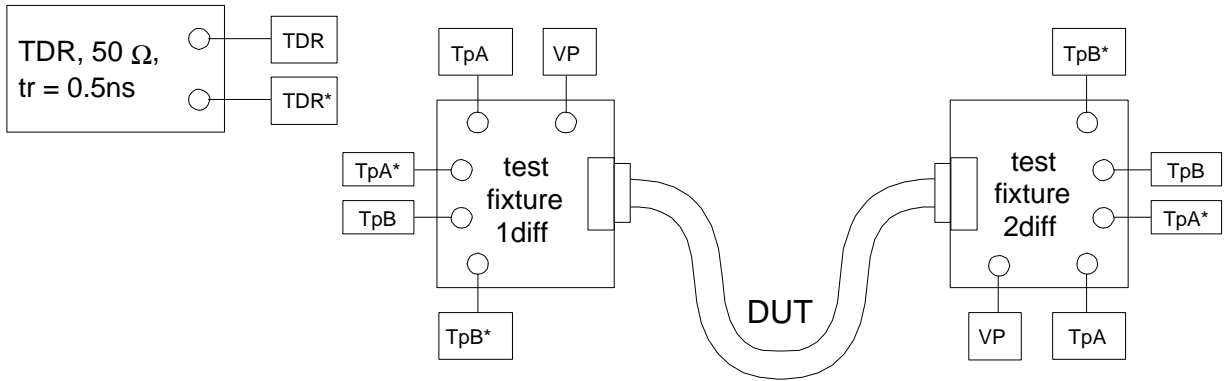 TDR, 50 Ω,
tr = 0.5ns
TDR
TDR*
TpA
VP
TpA*
TpB
TpB*
test
fixture
1diff
DUT
TpB*
test
fixture
2diff
TpB
TpA*
VP
TpA